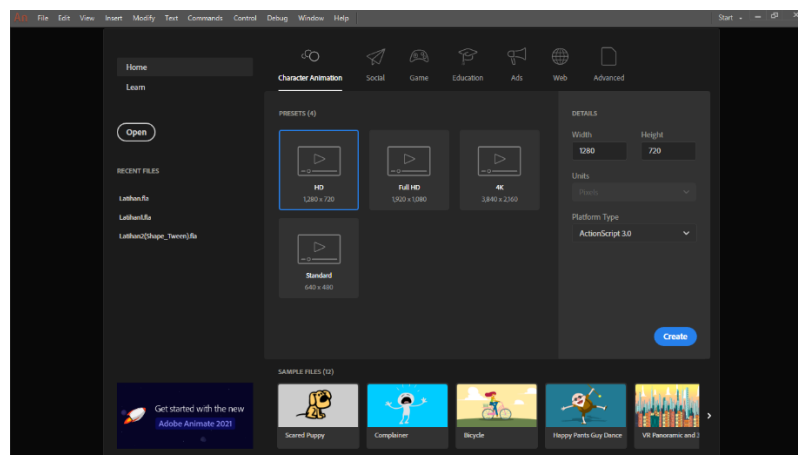 An File Edit View Insert Modify Text Commands Control Debug Window Help Start
Home
Learn
Open
RECENT FILES
Latihan.fla
Latihan1.fla
Latihan2(Shape_Tween).fla
Get started with the new
Adobe Animate 2021
Character Animation Social Game Education Ads Web Advanced
PRESETS (4)
HD
1,280 x 720
Full HD
1,920 x 1,080
4K
3,840 x 2,160
Standard
640 x 480
DETAILS
Width Height
1280 720
Units
Pixels
Platform Type
ActionScript 3.0
Create
SAMPLE FILES (12)
Scared Puppy
Complainer
Bicycle
Happy Pants Guy Dance
VR Panoramic and 3